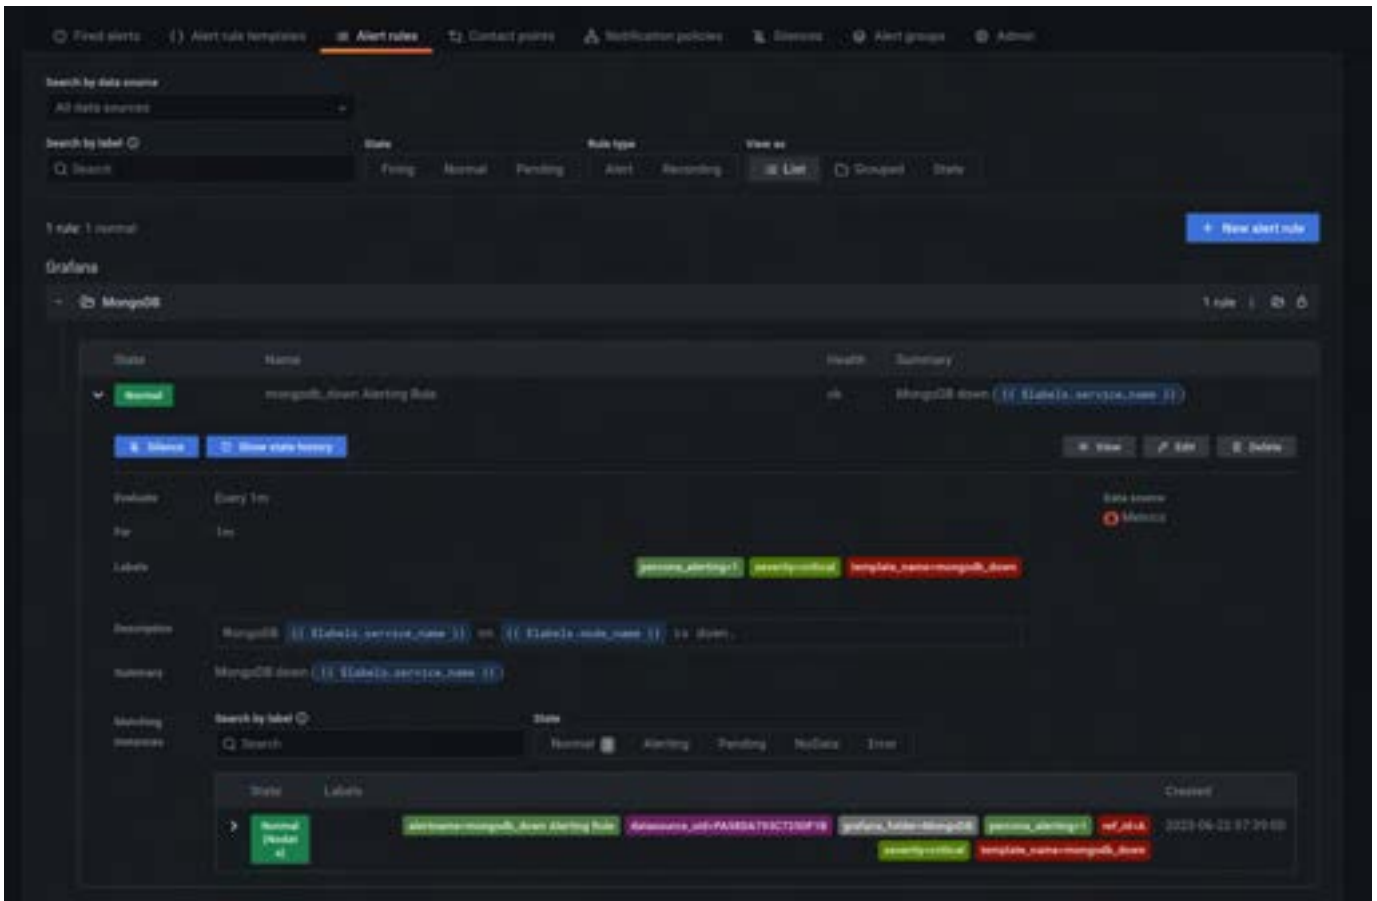 Fired alerts {} Alert rule templates Alert rules Contact points Notification policies Silences Alert groups Admin
Search by data source
All data sources
Search by label State Rule type View as
Search Firing Normal Pending Alert Recording List Grouped State
1 rule: 1 normal + New alert rule
Grafana
MongoDB 1 rule |
State Name Health Summary
Normal mongodb_down Alerting Rule ok MongoDB down ({{ $labels.service_name }})
Silence Show state history View Edit Delete
Evaluate Every 1m Data source
For 1m Metrics
Labels percona_alerting=1 severity=critical template_name=mongodb_down
Description MongoDB {{ $labels.service_name }} on {{ $labels.node_name }} is down.
Summary MongoDB down ({{ $labels.service_name }})
Matching Search by label State
instances Search Normal Alerting Pending NoData Error
State Labels Created
Normal alertname=mongodb_down Alerting Rule grafana_folder=MongoDB percona_alerting=1 ref_id=A
(NoData) severity=critical template_name=mongodb_down